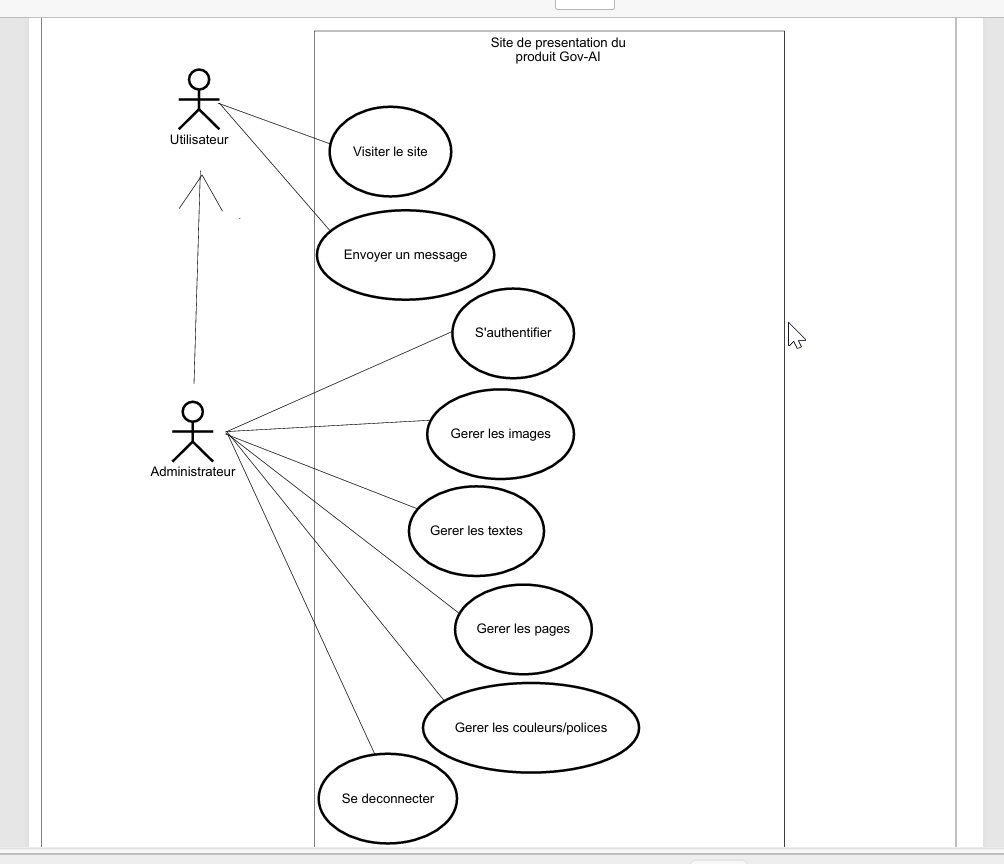 Site de presentation du
produit Gov-AI
Utilisateur
Visiter le site
Envoyer un message
S'authentifier
Gerer les images
Administrateur
Gerer les textes
Gerer les pages
Gerer les couleurs/polices
Se deconnecter